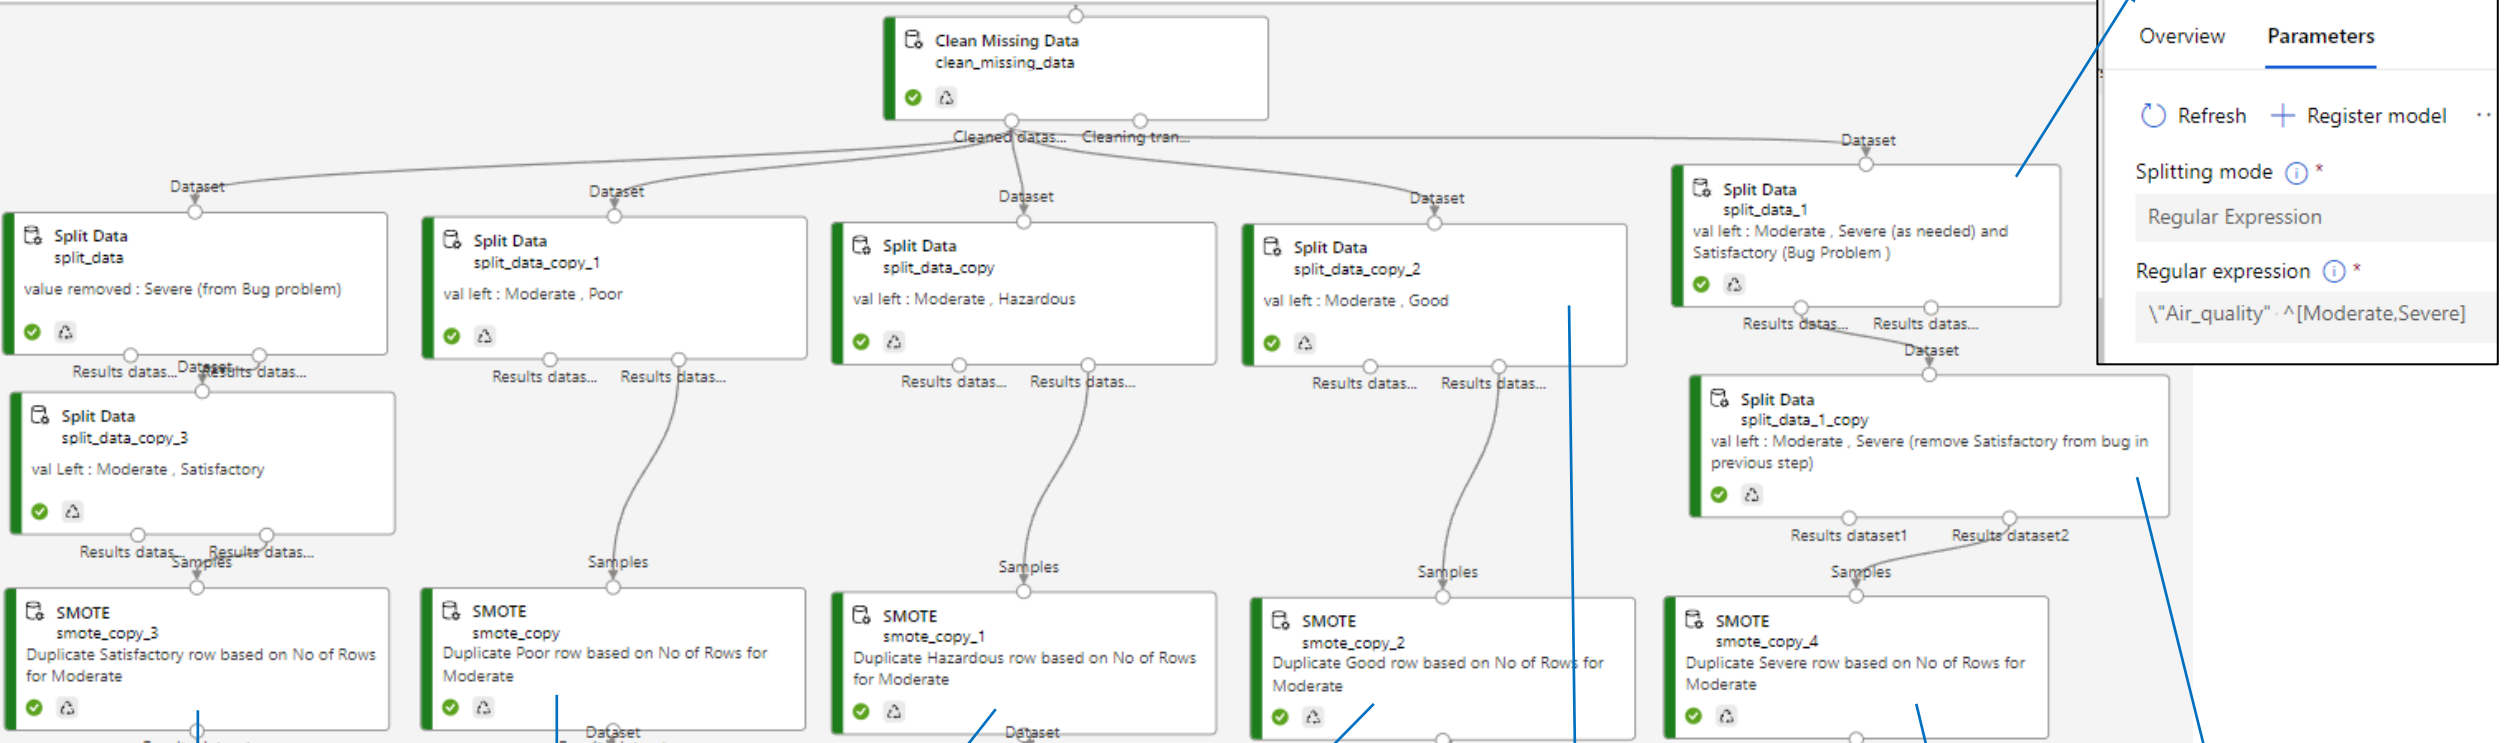 Clean Missing Data
clean_missing_data
Cleaned datas...
Cleaning tran...
Dataset
Split Data
split_data
value removed : Severe (from Bug problem)
Results datas...
Results datas...
Dataset
Split Data
split_data_copy_1
val left : Moderate , Poor
Results datas...
Results datas...
Dataset
Split Data
split_data_copy
val left : Moderate , Hazardous
Results datas...
Results datas...
Dataset
Split Data
split_data_copy_2
val left : Moderate , Good
Results datas...
Results datas...
Dataset
Split Data
split_data_1
val left : Moderate , Severe (as needed) and
Satisfactory (Bug Problem )
Results datas...
Results datas...
Overview
Parameters
Refresh
Register model
Splitting mode *
Regular Expression
Regular expression *
\"Air_quality" ^[Moderate,Severe]
Dataset
Split Data
split_data_copy_3
val Left : Moderate , Satisfactory
Results datas...
Results datas...
Dataset
Split Data
split_data_1_copy
val left : Moderate , Severe (remove Satisfactory from bug in
previous step)
Results dataset1
Results dataset2
Samples
SMOTE
smote_copy_3
Duplicate Satisfactory row based on No of Rows
for Moderate
Samples
SMOTE
smote_copy
Duplicate Poor row based on No of Rows for
Moderate
Dataset
Samples
SMOTE
smote_copy_1
Duplicate Hazardous row based on No of Rows
for Moderate
Dataset
Samples
SMOTE
smote_copy_2
Duplicate Good row based on No of Rows for
Moderate
Samples
SMOTE
smote_copy_4
Duplicate Severe row based on No of Rows for
Moderate